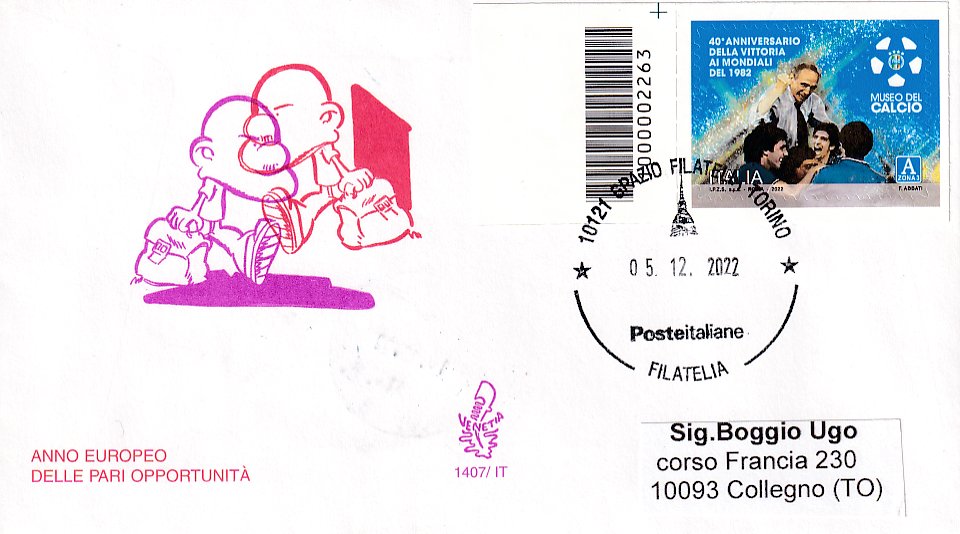 40° ANNIVERSARIO
DELLA VITTORIA
AI MONDIALI
DEL 1982
MUSEO DEL
CALCIO
ITALIA
I.P.Z.S. S.p.A. - ROMA - 2022
A
ZONA 3
F. ABBATI
000000002263
10121 SPAZIO FILATELIA TORINO
05. 12. 2022
Posteitaliane
FILATELIA
VENETIA
1407/ IT
ANNO EUROPEO
DELLE PARI OPPORTUNITÀ
Sig.Boggio Ugo
corso Francia 230
10093 Collegno (TO)